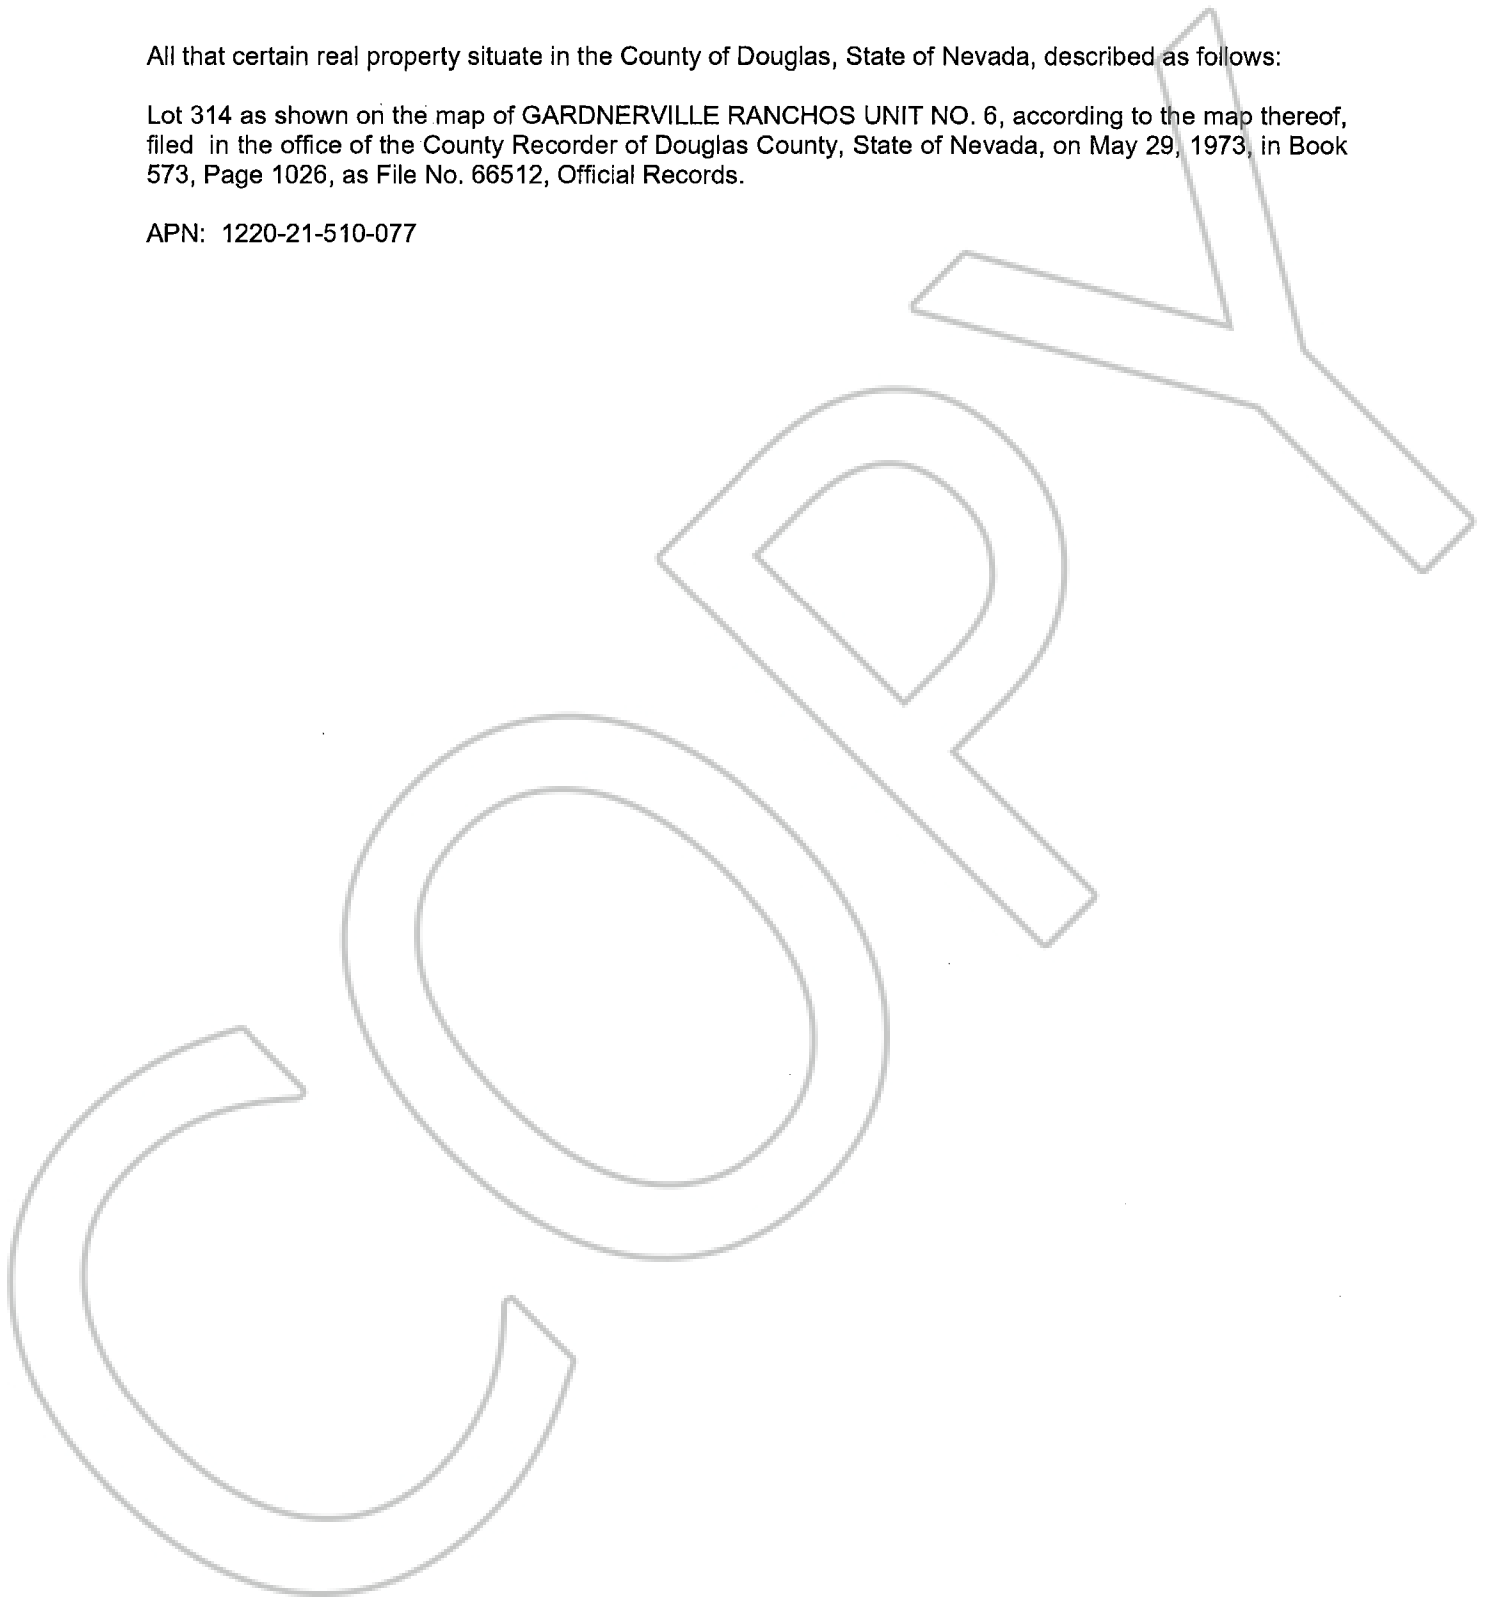 All that certain real property situate in the County of Douglas, State of Nevada, described as follows:
Lot 314 as shown on the map of GARDNERVILLE RANCHOS UNIT NO. 6, according to the map thereof,
filed in the office of the County Recorder of Douglas County, State of Nevada, on May 29, 1973, in Book
573, Page 1026, as File No. 66512, Official Records.
APN: 1220-21-510-077
COPY